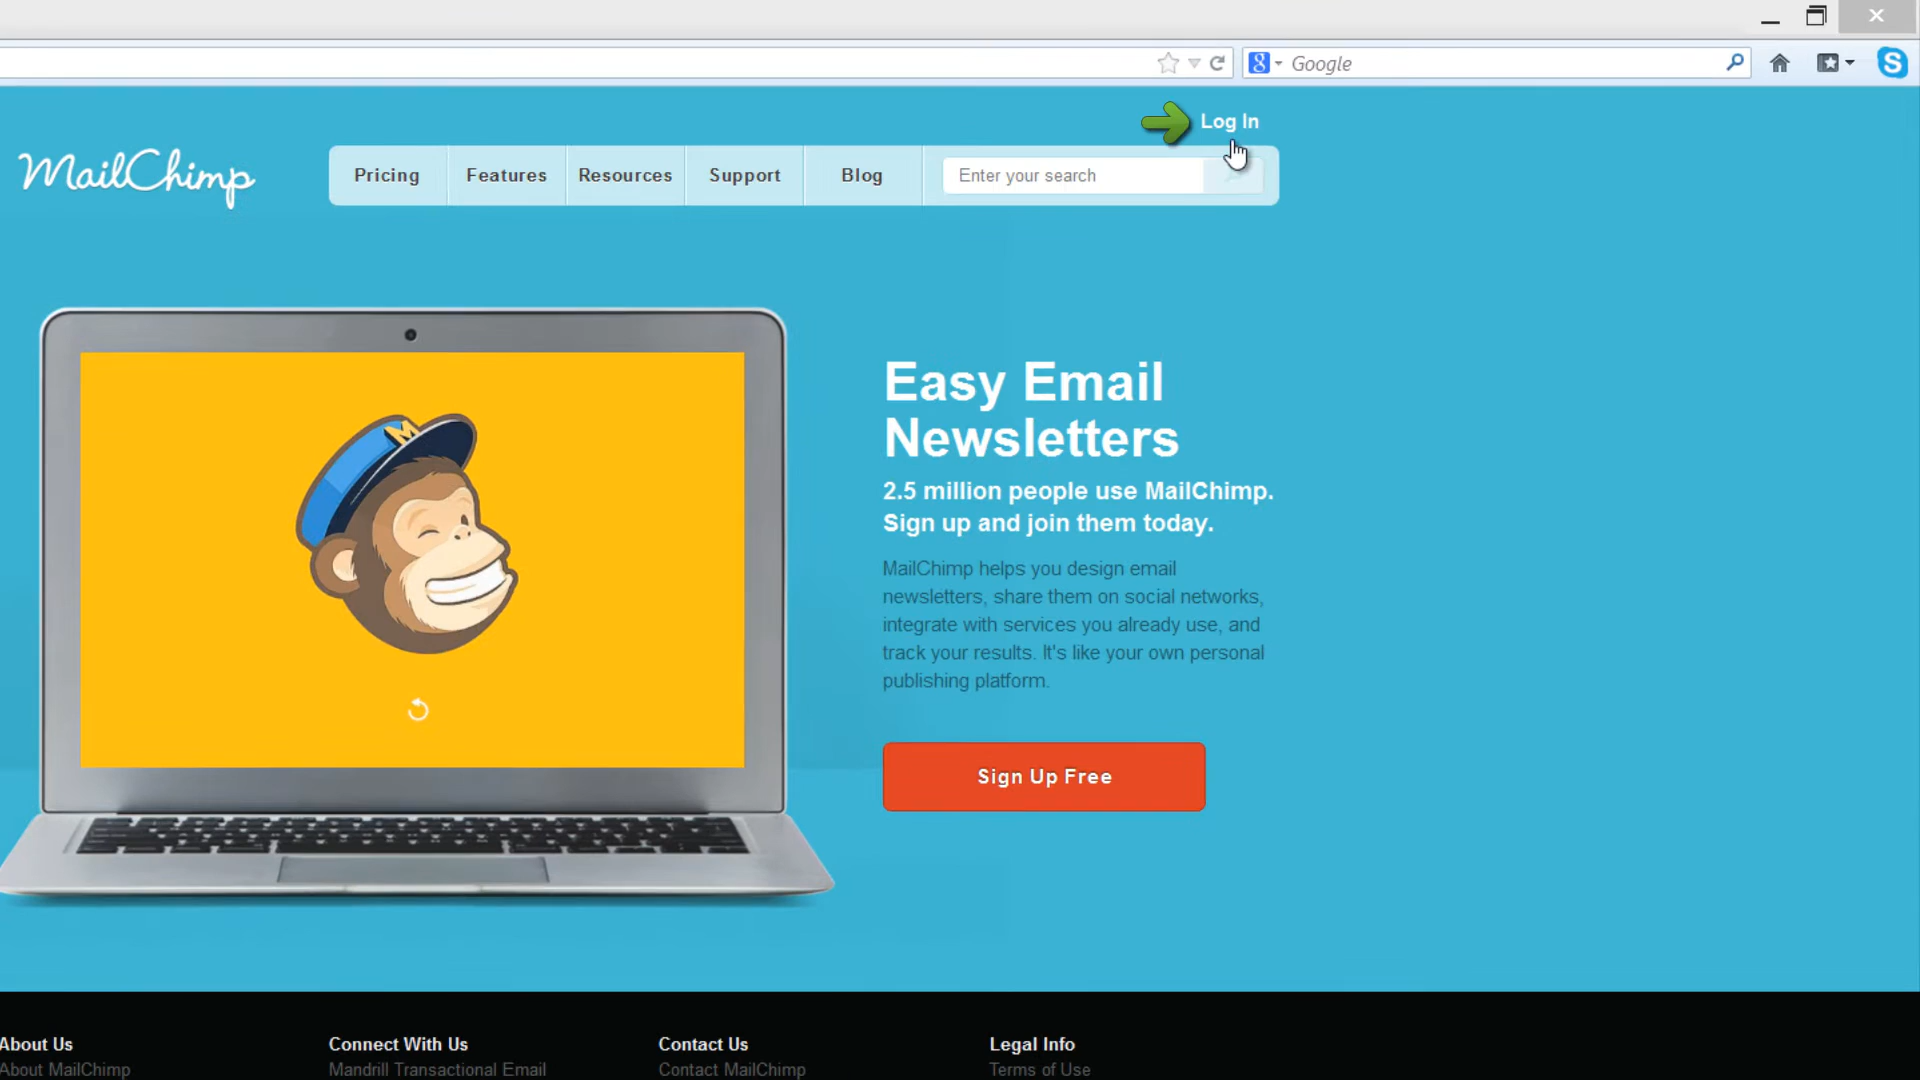 Google
Log In
MailChimp
Pricing
Features
Resources
Support
Blog
Enter your search
Easy Email
Newsletters
2.5 million people use MailChimp.
Sign up and join them today.
MailChimp helps you design email
newsletters, share them on social networks,
integrate with services you already use, and
track your results. It's like your own personal
publishing platform.
Sign Up Free
About Us
Connect With Us
Contact Us
Legal Info
About MailChimp
Mandrill Transactional Email
Contact MailChimp
Terms of Use